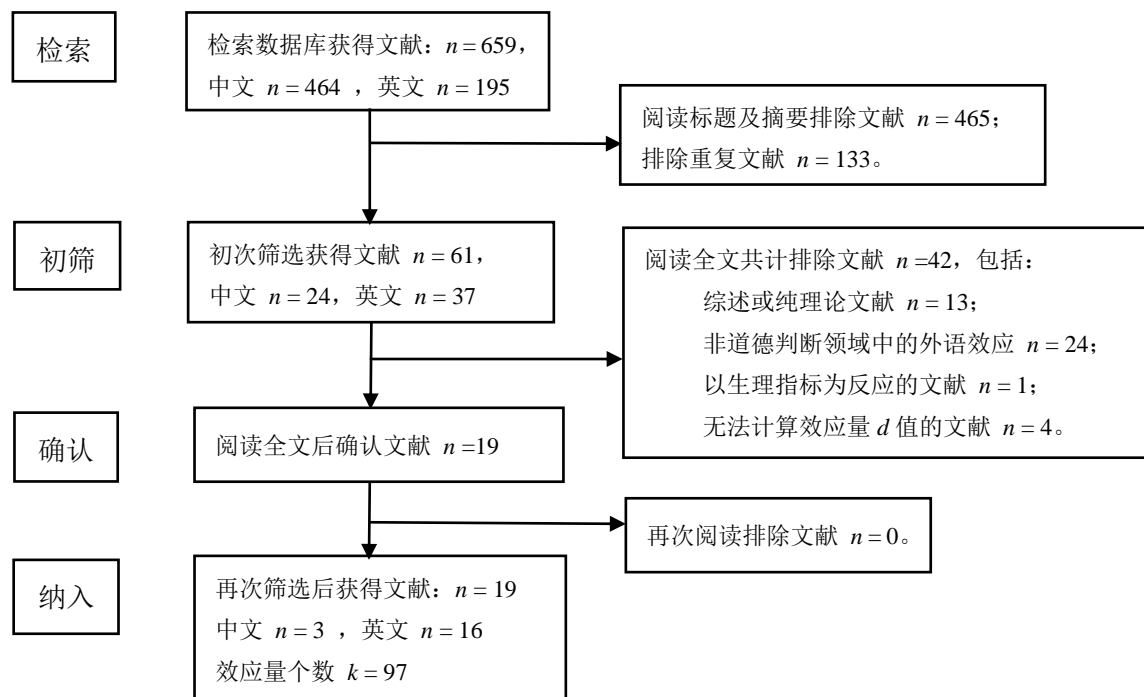 检索
检索数据库获得文献：n = 659，
中文 n = 464 ，英文 n = 195
阅读标题及摘要排除文献 n = 465；
排除重复文献 n = 133。
初筛
初次筛选获得文献 n = 61，
中文 n = 24，英文 n = 37
阅读全文共计排除文献 n =42，包括：
综述或纯理论文献 n = 13；
非道德判断领域中的外语效应 n = 24；
以生理指标为反应的文献 n = 1；
无法计算效应量 d 值的文献 n = 4。
确认
阅读全文后确认文献 n =19
再次阅读排除文献 n = 0。
纳入
再次筛选后获得文献：n = 19
中文 n = 3 ，英文 n = 16
效应量个数 k = 97